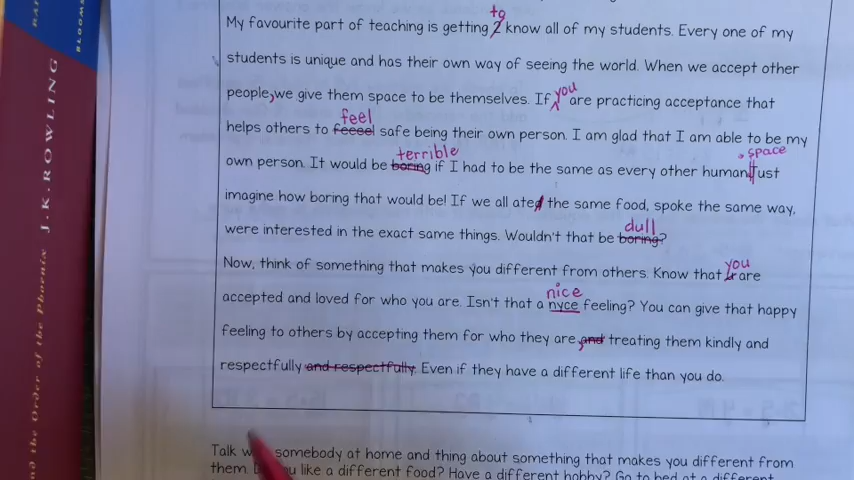 BLOOMS
J.K.ROWLING
and the Order of the Phoenix
to
My favourite part of teaching is getting 2 know all of my students. Every one of my
students is unique and has their own way of seeing the world. When we accept other
people, we give them space to be themselves. If you are practicing acceptance that
feel
helps others to feeeel safe being their own person. I am glad that I am able to be my
terrible . space
own person. It would be boring if I had to be the same as every other human Just
imagine how boring that would be! If we all ated the same food, spoke the same way,
dull
were interested in the exact same things. Wouldn't that be boring?
you
Now, think of something that makes you different from others. Know that Ur are
nice
accepted and loved for who you are. Isn't that a nyce feeling? You can give that happy
feeling to others by accepting them for who they are, and treating them kindly and
respectfully and respectfully. Even if they have a different life than you do.
Talk somebody at home and thing about something that makes you different from
them. you like a different food? Have a different hobby? Go to bed at a different